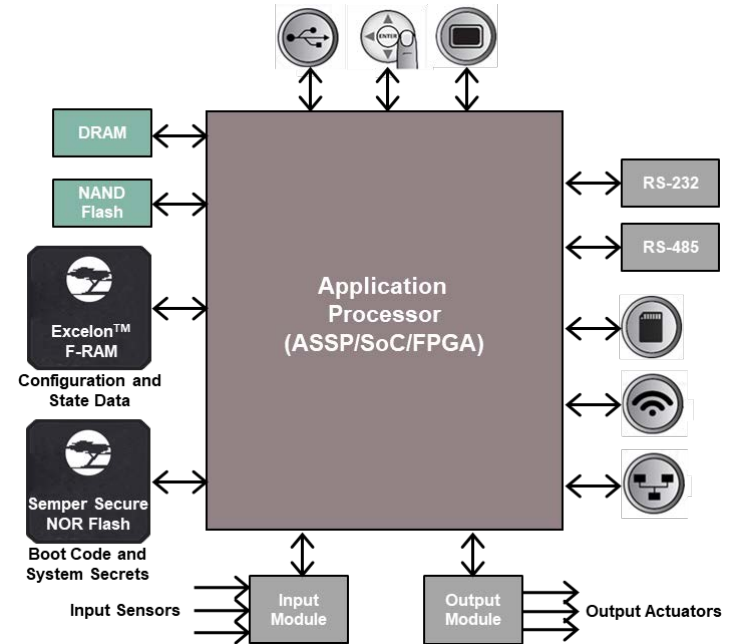 ENTER
DRAM
NAND
Flash
Excelon™
F-RAM
Configuration and
State Data
Semper Secure
NOR Flash
Boot Code and
System Secrets
Application
Processor
(ASSP/SoC/FPGA)
RS-232
RS-485
Input Sensors
Input
Module
Output
Module
Output Actuators